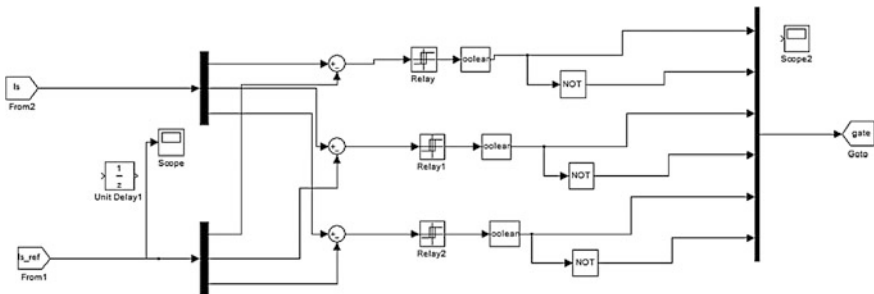 Is
From2
Scope
1
z
Unit Delay1
Is_ref
From1
+
-
Relay
oolean
NOT
+
-
Relay1
oolean
NOT
+
-
Relay2
oolean
NOT
Scope2
gate
Goto